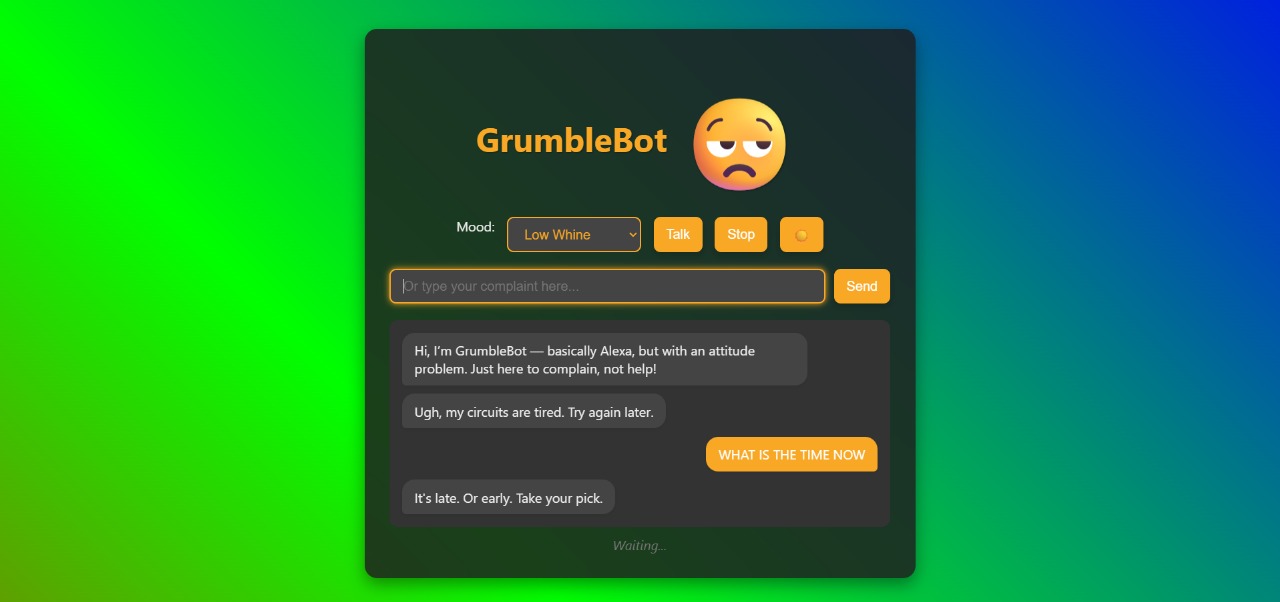 GrumbleBot
Mood:
Low Whine
Talk
Stop
Or type your complaint here...
Send
Hi, I’m GrumbleBot — basically Alexa, but with an attitude
problem. Just here to complain, not help!
Ugh, my circuits are tired. Try again later.
WHAT IS THE TIME NOW
It's late. Or early. Take your pick.
Waiting...